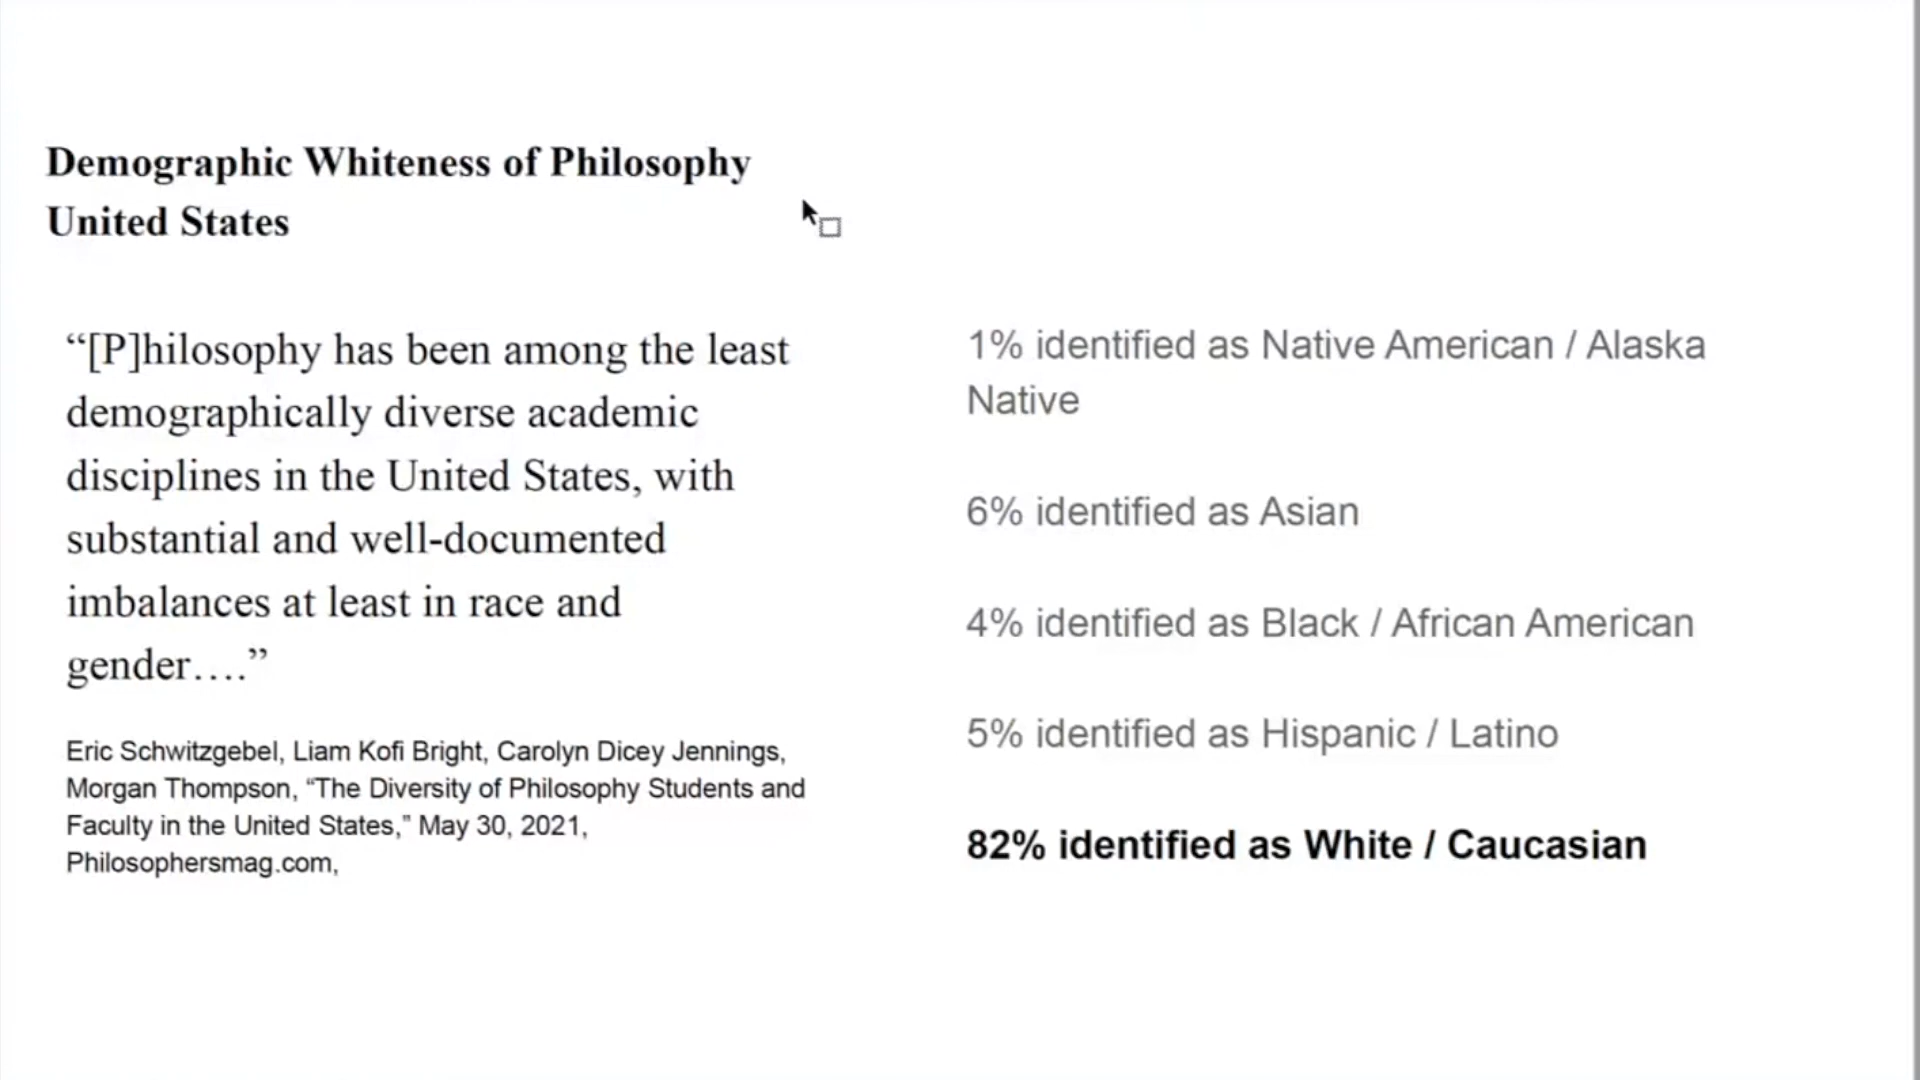 Demographic Whiteness of Philosophy
United States
“[P]hilosophy has been among the least
demographically diverse academic
disciplines in the United States, with
substantial and well-documented
imbalances at least in race and
gender….”
Eric Schwitzgebel, Liam Kofi Bright, Carolyn Dicey Jennings,
Morgan Thompson, “The Diversity of Philosophy Students and
Faculty in the United States,” May 30, 2021,
Philosophersmag.com,
1% identified as Native American / Alaska
Native
6% identified as Asian
4% identified as Black / African American
5% identified as Hispanic / Latino
82% identified as White / Caucasian